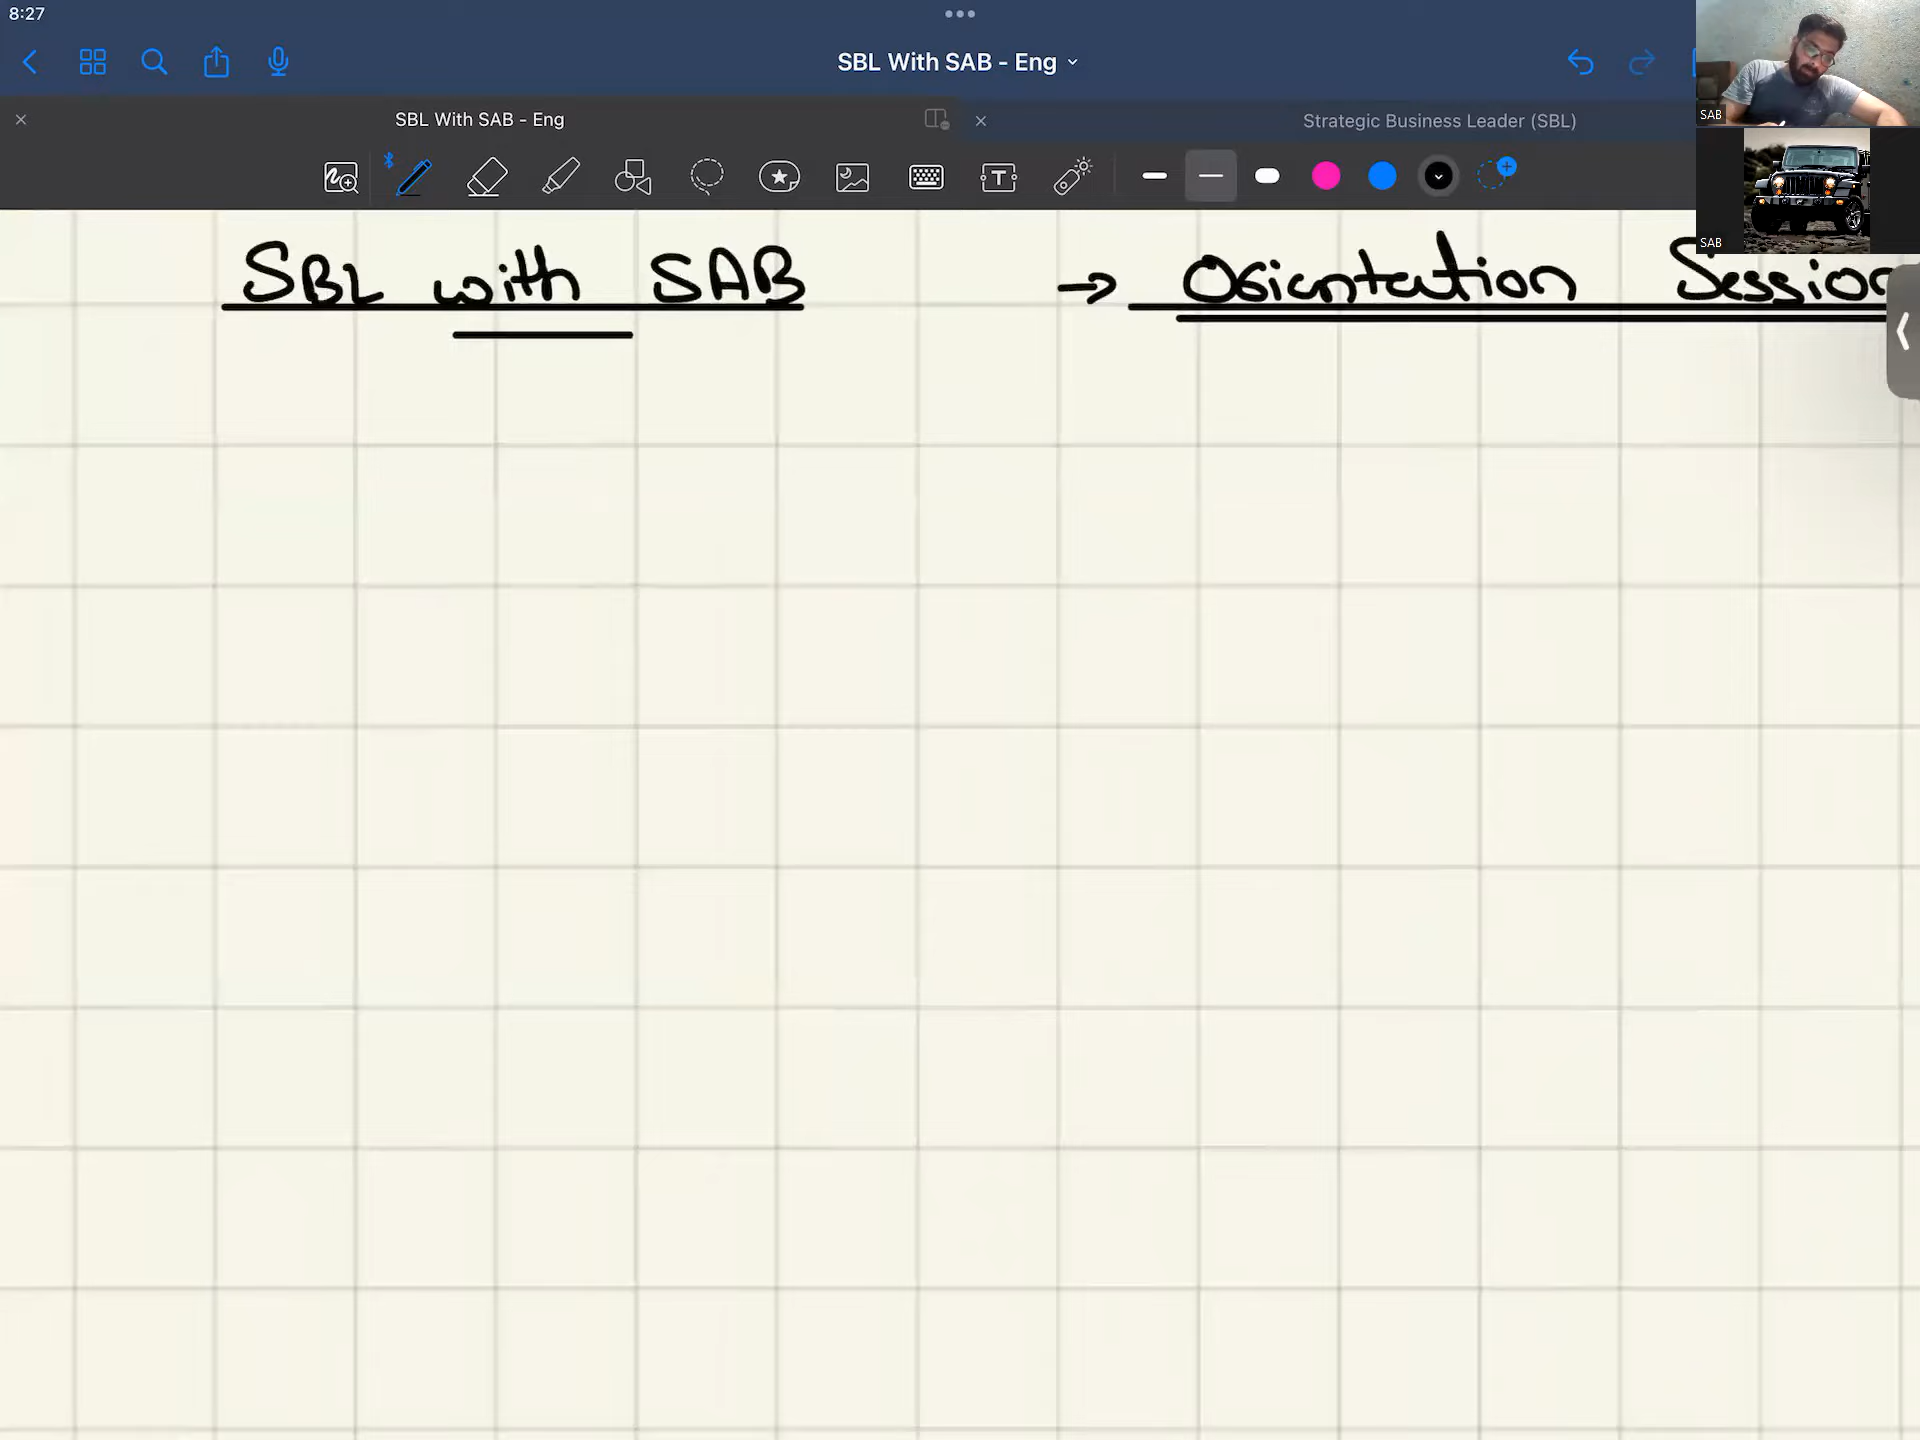 8:27
SBL With SAB - Eng
SBL With SAB - Eng
Strategic Business Leader (SBL)
SAB
SAB
SBL with SAB → Orientation Session